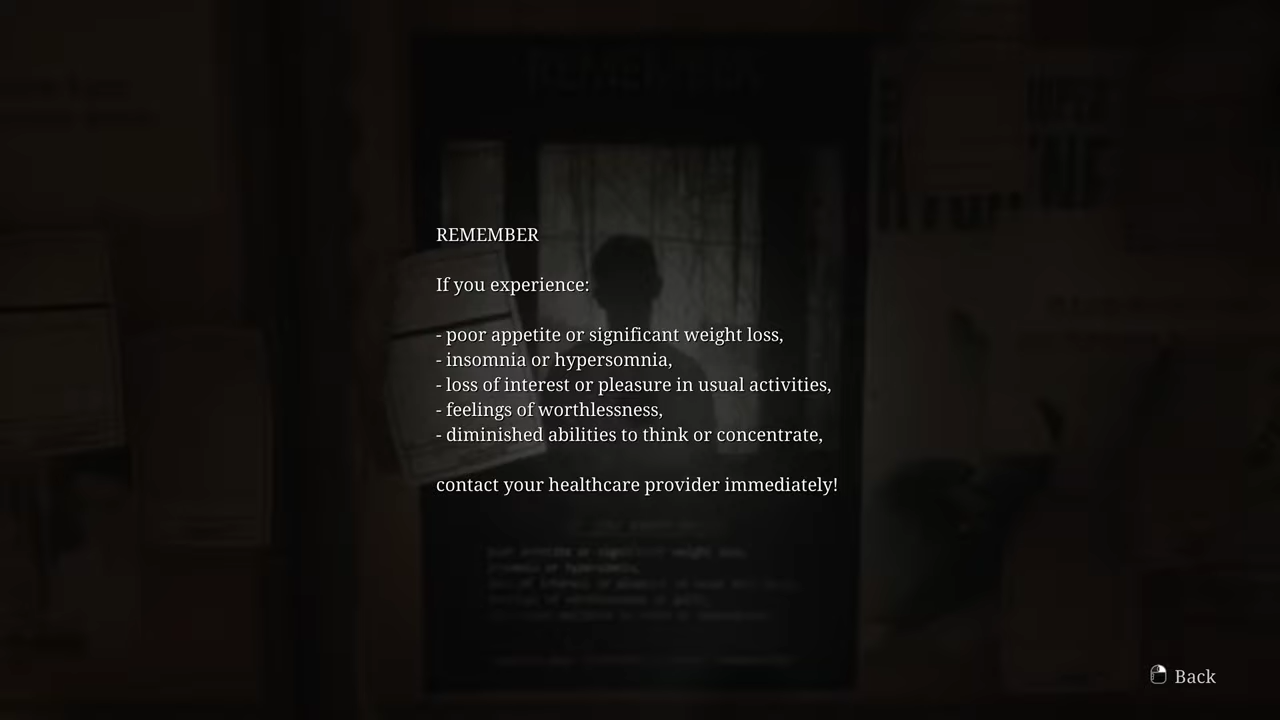 REMEMBER
If you experience:
- poor appetite or significant weight loss,
- insomnia or hypersomnia,
- loss of interest or pleasure in usual activities,
- feelings of worthlessness,
- diminished abilities to think or concentrate,
contact your healthcare provider immediately!
Back